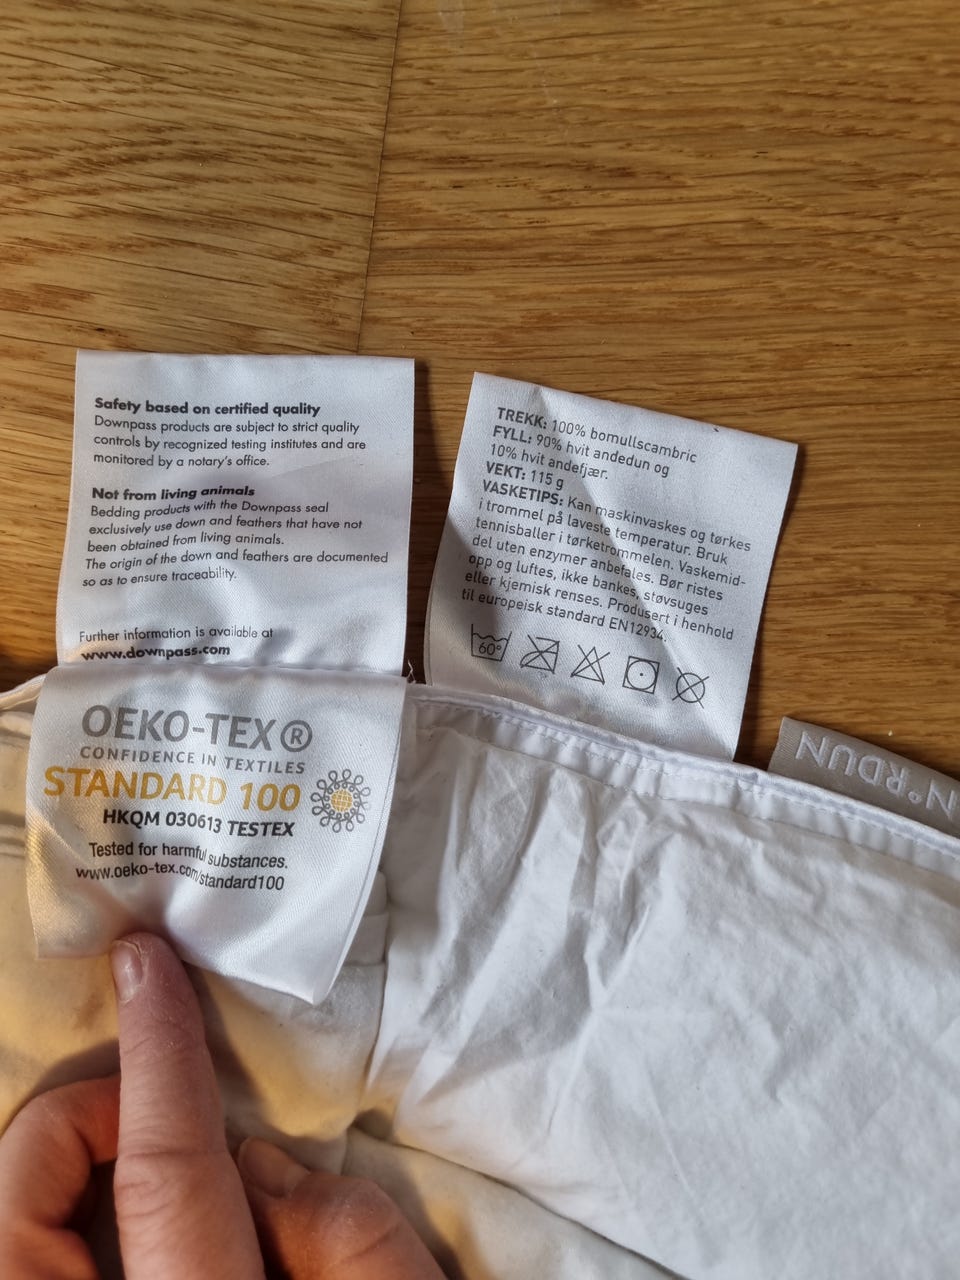 Safety based on certified quality
Downpass products are subject to strict quality
controls by recognized testing institutes and are
monitored by a notary's office.
Not from living animals
Bedding products with the Downpass seal
exclusively use down and feathers that have not
been obtained from living animals.
The origin of the down and feathers are documented
so as to ensure traceability.
Further information is available at
www.downpass.com
OEKO-TEX®
CONFIDENCE IN TEXTILES
STANDARD 100
HKQM 030613 TESTEX
Tested for harmful substances.
www.oeko-tex.com/standard100
TREKK: 100% bomullscambric
FYLL: 90% hvit andedun og
10% hvit andefjær.
VEKT: 115 g
VASKETIPS: Kan maskinvaskes og tørkes
i trommel på laveste temperatur. Bruk
tennisballer i tørketrommelen. Vaskemid-
del uten enzymer anbefales. Bør ristes
opp og luftes, ikke bankes, støvsuges
eller kjemisk renses. Produsert i henhold
til europeisk standard EN12934.
60°
N°RDUN